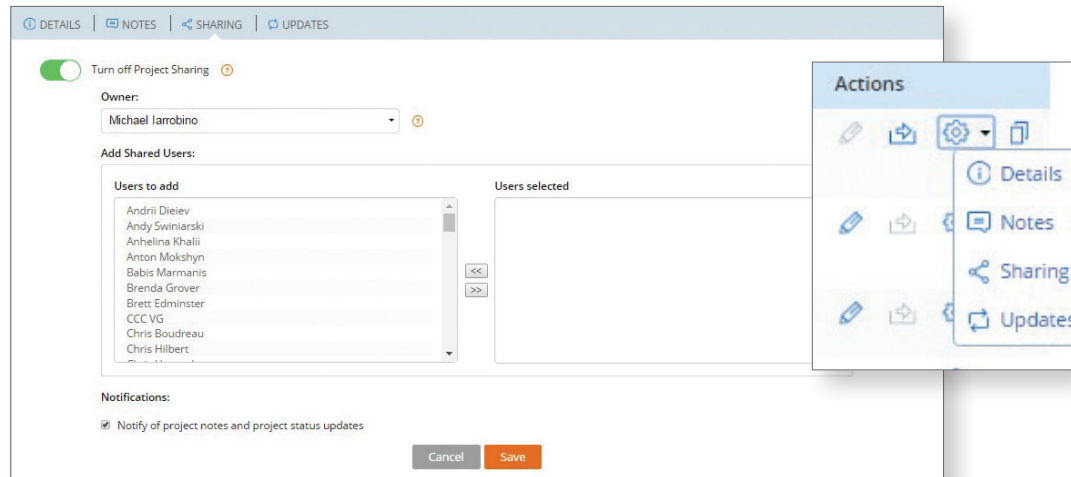 DETAILS NOTES SHARING UPDATES
Turn off Project Sharing ?
Owner:
Michael Iarrobino ?
Add Shared Users:
Users to add
Andrii Dieiev
Andy Swiniarski
Anhelina Khalii
Anton Mokshyn
Babis Marmanis
Brenda Grover
Brett Edminster
CCC VG
Chris Boudreau
Chris Hilbert
<<
>>
Users selected
Notifications:
Notify of project notes and project status updates
Cancel Save
Actions
Details
Notes
Sharing
Updates